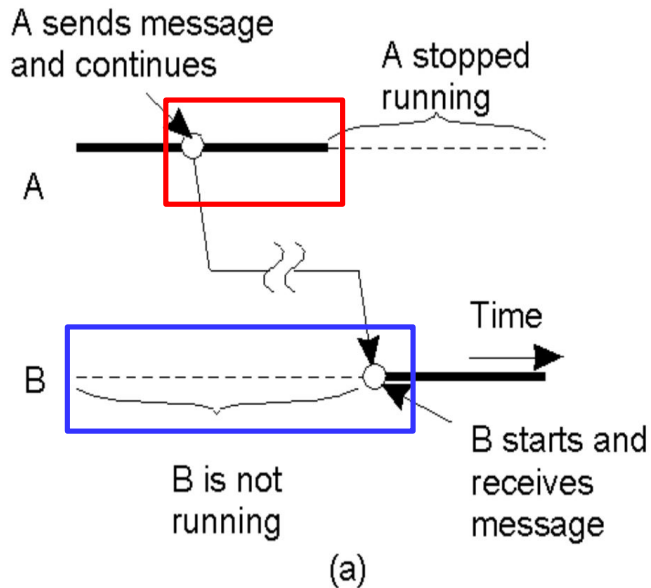 A sends message
and continues
A stopped
running
A
Time
B
B starts and
receives
message
B is not
running
(a)